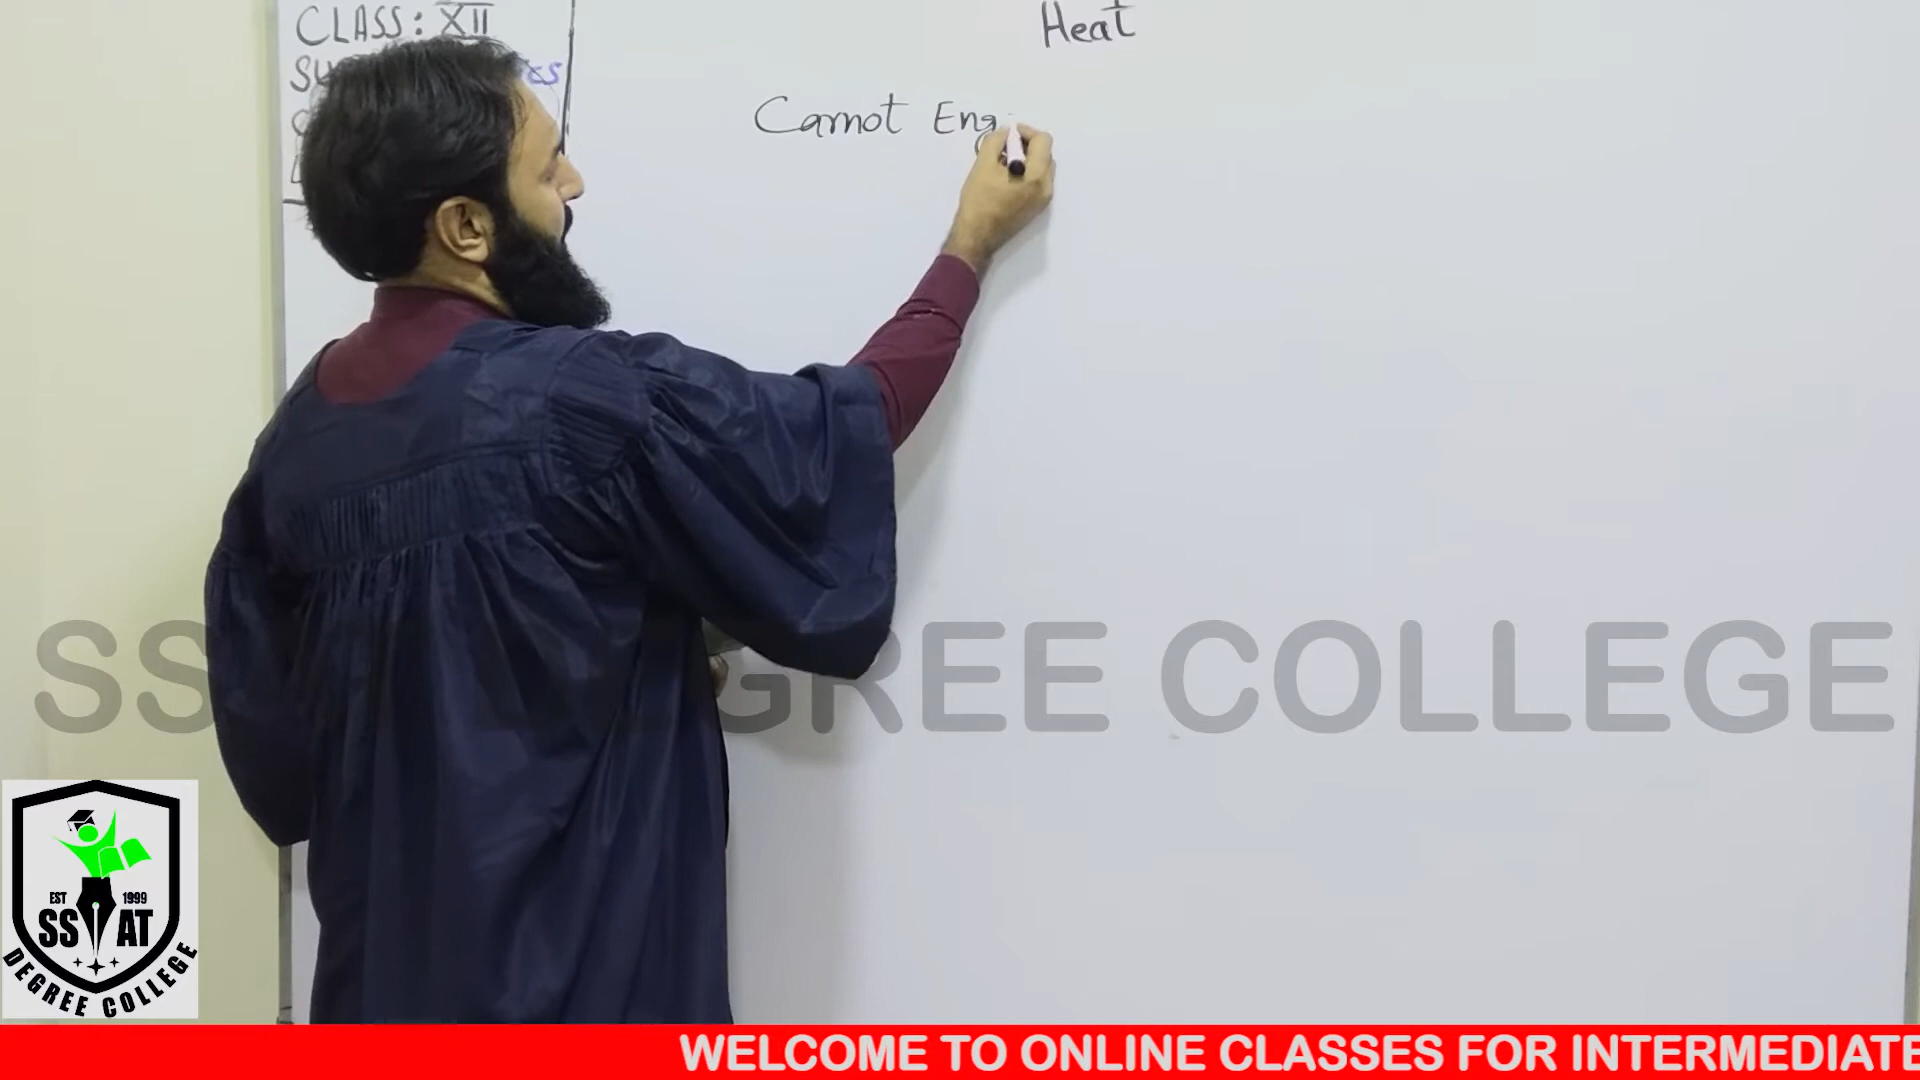 CLASS: XII
Heat
Carnot Eng
SS DEGREE COLLEGE
EST 1999
SS AT
DEGREE COLLEGE
WELCOME TO ONLINE CLASSES FOR INTERMEDIATE